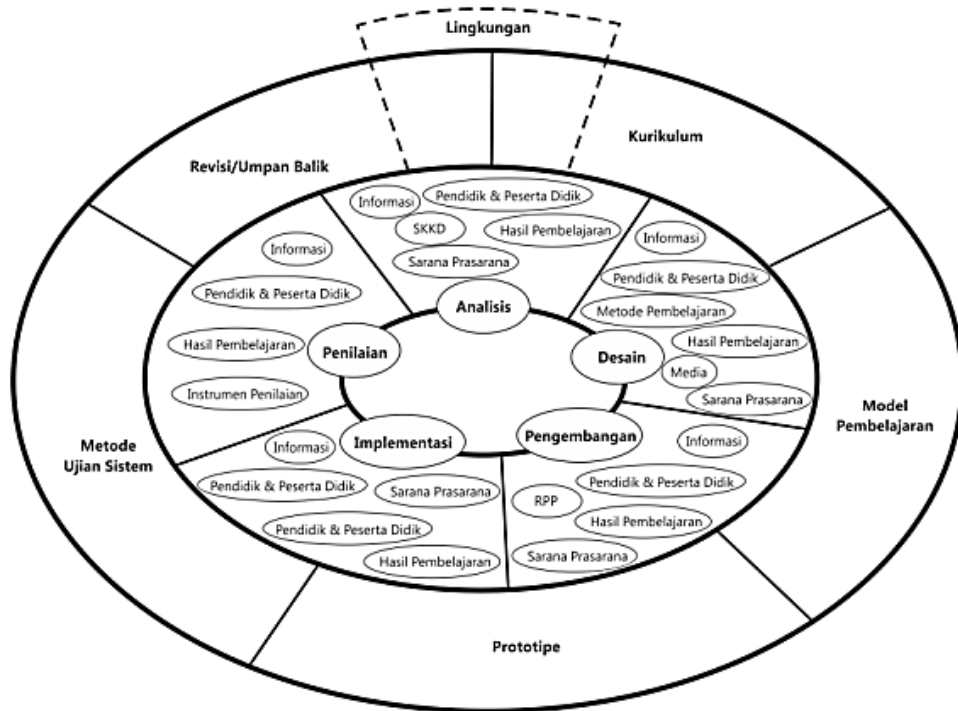 Lingkungan
Kurikulum
Revisi/Umpan Balik
Informasi
Pendidik & Peserta Didik
SKKD
Hasil Pembelajaran
Sarana Prasarana
Analisis
Informasi
Pendidik & Peserta Didik
Metode Pembelajaran
Hasil Pembelajaran
Desain
Media
Sarana Prasarana
Informasi
Pendidik & Peserta Didik
Hasil Pembelajaran
Penilaian
Instrumen Penilaian
Model
Pembelajaran
Metode
Ujian Sistem
Informasi
Implementasi
Pendidik & Peserta Didik
Sarana Prasarana
Pendidik & Peserta Didik
Hasil Pembelajaran
Pengembangan
Informasi
Pendidik & Peserta Didik
RPP
Hasil Pembelajaran
Sarana Prasarana
Prototipe